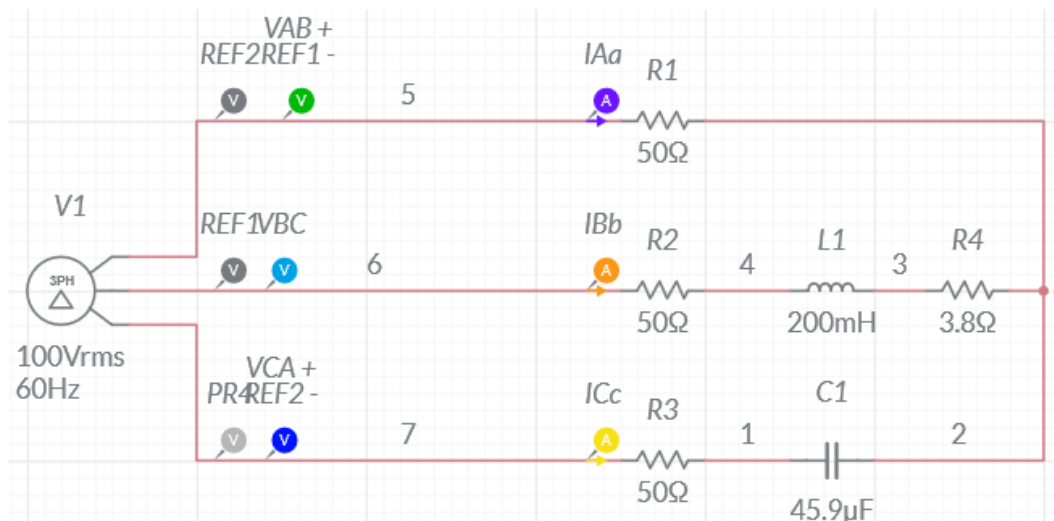 VAB +
REF2REF1 -
5
IAa
R1
V
V
A
50Ω
V1
3PH
REF1VBC
6
IBb
R2
4
L1
3
R4
V
V
A
50Ω
200mH
3.8Ω
100Vrms
60Hz
VCA +
PR4REF2 -
7
ICc
R3
1
C1
2
V
V
A
50Ω
45.9µF